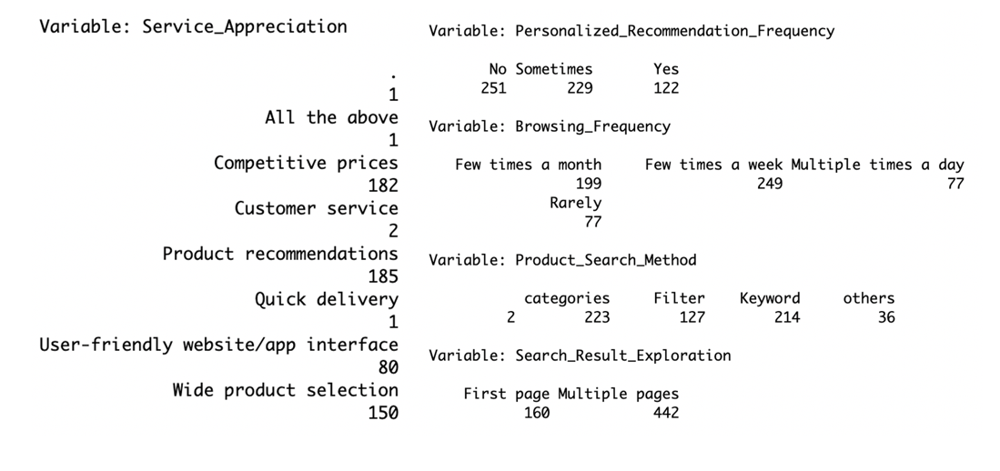 Variable: Service_Appreciation
.
1
All the above
1
Competitive prices
182
Customer service
2
Product recommendations
185
Quick delivery
1
User-friendly website/app interface
80
Wide product selection
150
Variable: Personalized_Recommendation_Frequency
No Sometimes Yes
251 229 122
Variable: Browsing_Frequency
Few times a month Few times a week Multiple times a day
199 249 77
Rarely
77
Variable: Product_Search_Method
categories Filter Keyword others
2 223 127 214 36
Variable: Search_Result_Exploration
First page Multiple pages
160 442